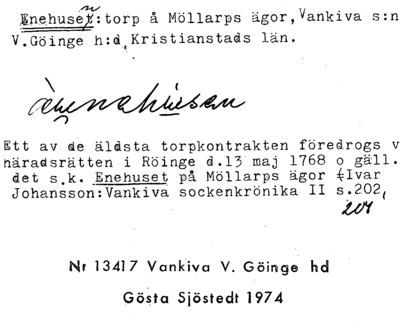 Enehusen: torp å Möllarps ägor, Vankiva s:n
V.Göinge h:d, Kristianstads län.
Ett av de äldsta torpkontrakten föredrogs v
häradsrätten i Röinge d.13 maj 1768 o gäll.
det s.k. Enehuset på Möllarps ägor (Ivar
Johansson: Vankiva sockenkrönika II s.202,
204
Nr 13417 Vankiva V. Göinge hd
Gösta Sjöstedt 1974